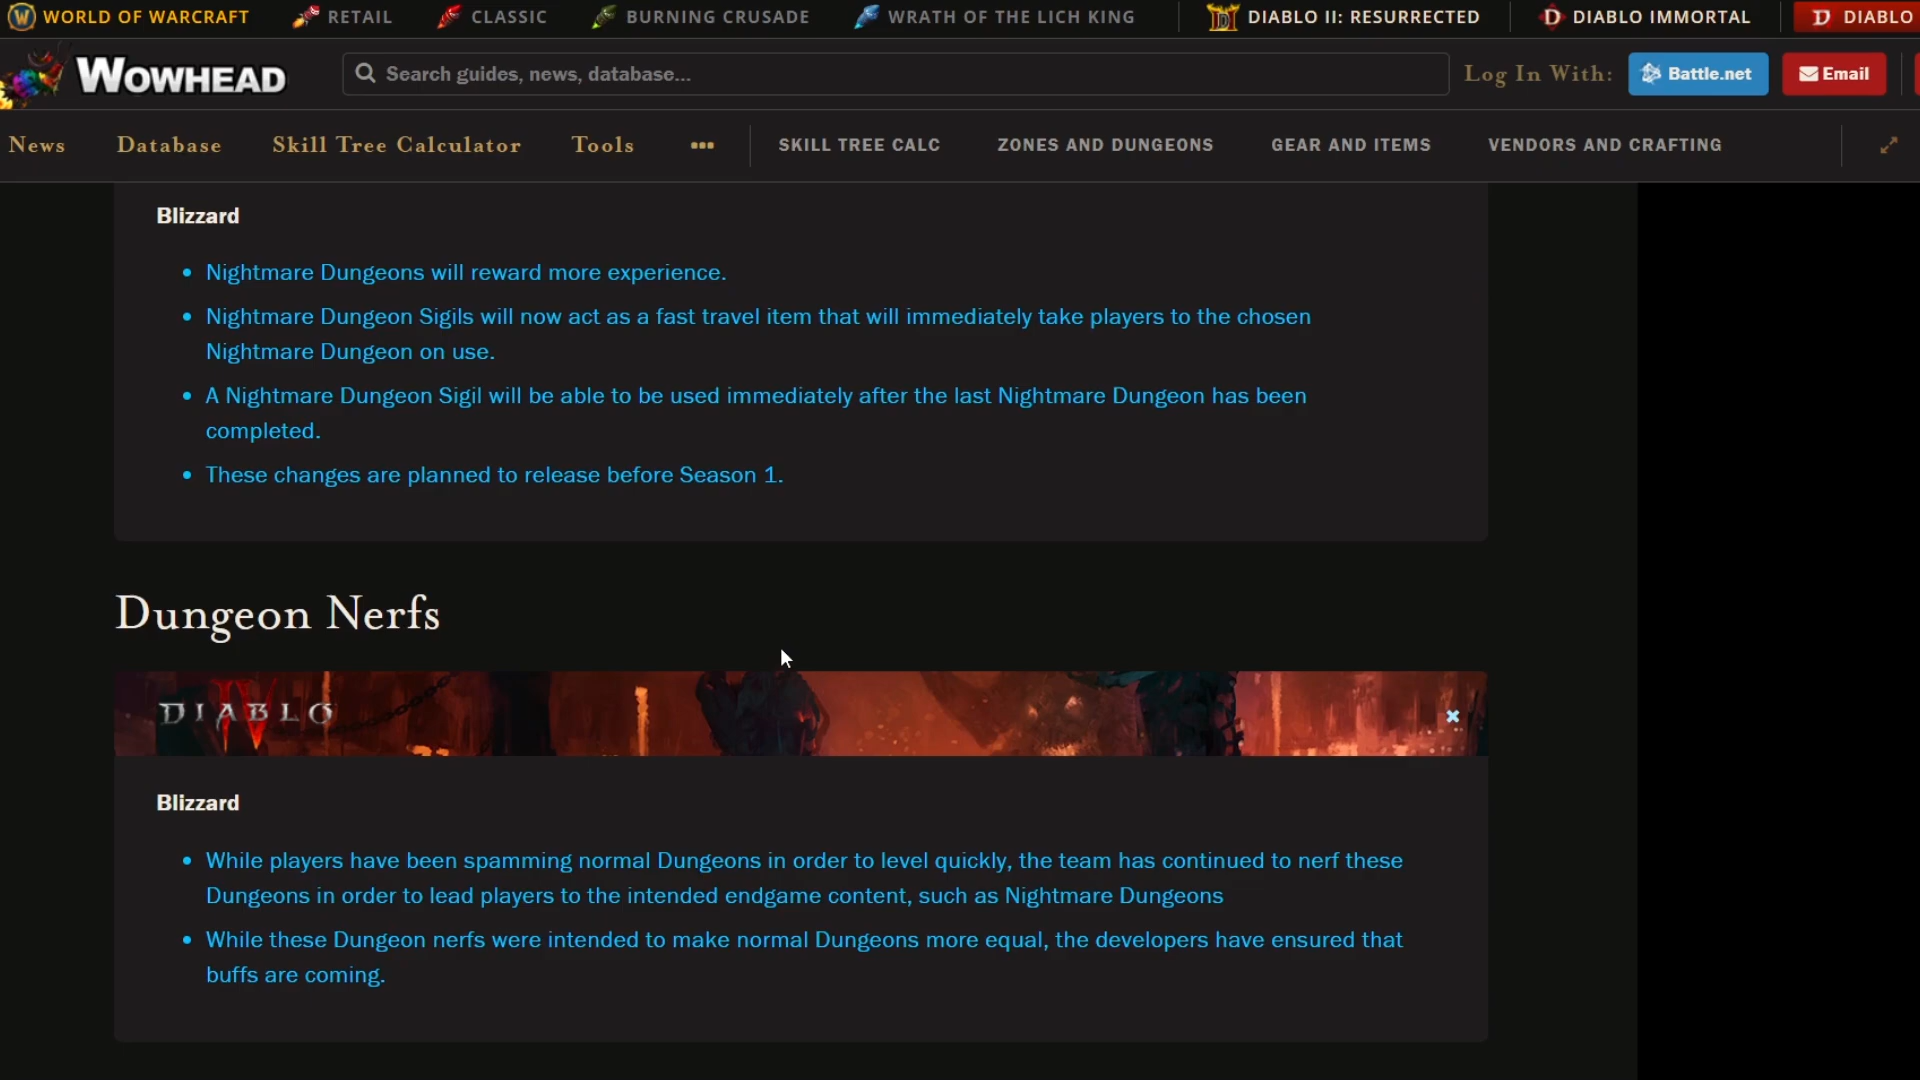 WORLD OF WARCRAFT RETAIL CLASSIC BURNING CRUSADE WRATH OF THE LICH KING DIABLO II: RESURRECTED DIABLO IMMORTAL DIABLO
WOWHEAD Search guides, news, database... Log In With: Battle.net Email
News Database Skill Tree Calculator Tools ••• SKILL TREE CALC ZONES AND DUNGEONS GEAR AND ITEMS VENDORS AND CRAFTING
Blizzard
• Nightmare Dungeons will reward more experience.
• Nightmare Dungeon Sigils will now act as a fast travel item that will immediately take players to the chosen
Nightmare Dungeon on use.
• A Nightmare Dungeon Sigil will be able to be used immediately after the last Nightmare Dungeon has been
completed.
• These changes are planned to release before Season 1.
Dungeon Nerfs
DIABLO IV
Blizzard
• While players have been spamming normal Dungeons in order to level quickly, the team has continued to nerf these
Dungeons in order to lead players to the intended endgame content, such as Nightmare Dungeons
• While these Dungeon nerfs were intended to make normal Dungeons more equal, the developers have ensured that
buffs are coming.